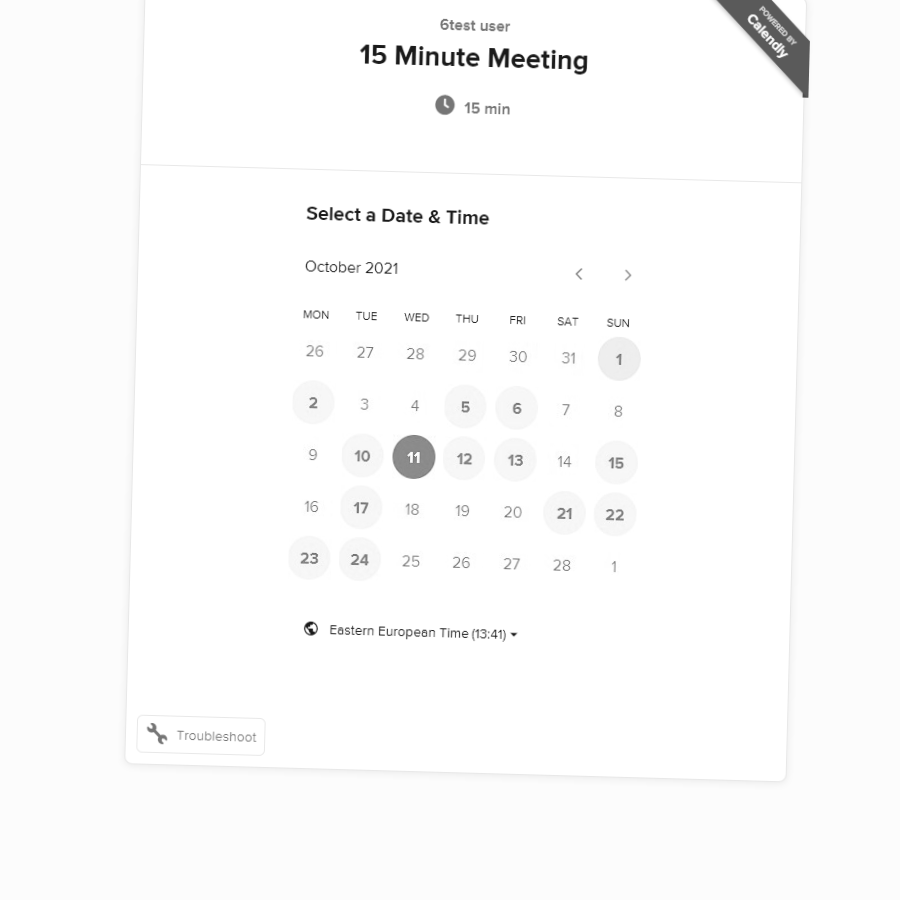 POWERED BY
Calendly
6test user
15 Minute Meeting
15 min
Select a Date & Time
October 2021
MON TUE WED THU FRI SAT SUN
26 27 28 29 30 31 1
2 3 4 5 6 7 8
9 10 11 12 13 14 15
16 17 18 19 20 21 22
23 24 25 26 27 28 1
Eastern European Time (13:41)
Troubleshoot